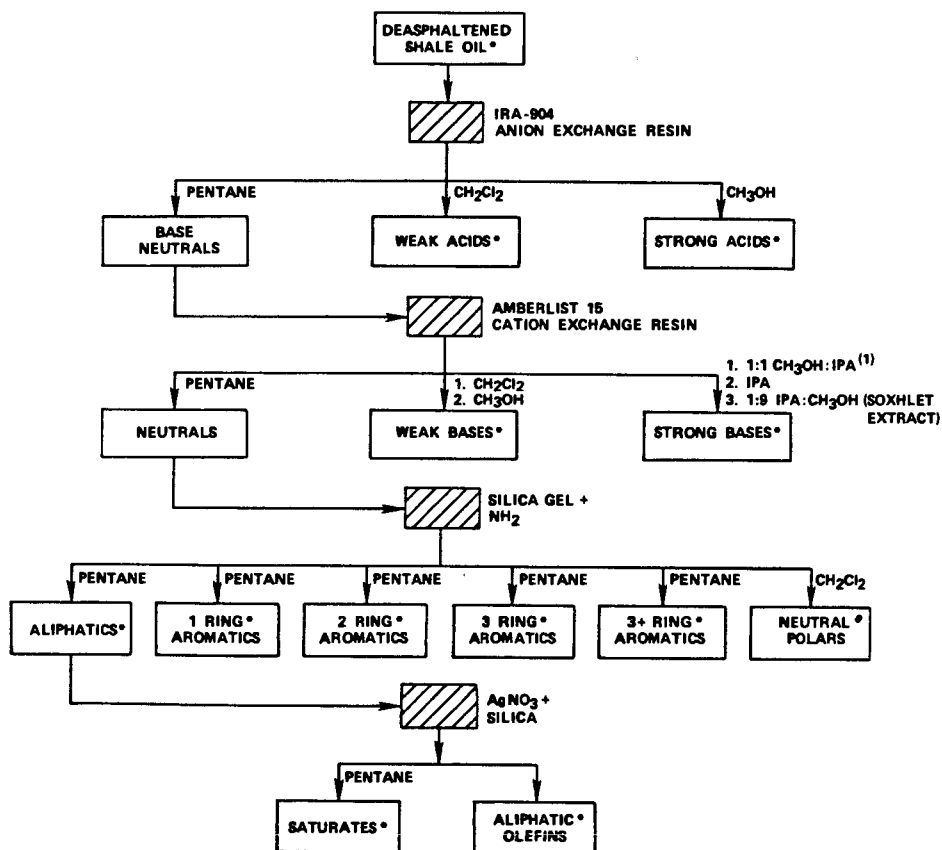 DEASPHALTENED
SHALE OIL*
IRA-904
ANION EXCHANGE RESIN
PENTANE
CH2Cl2
CH3OH
BASE
NEUTRALS
WEAK ACIDS*
STRONG ACIDS*
AMBERLIST 15
CATION EXCHANGE RESIN
PENTANE
1. CH2Cl2
2. CH3OH
1. 1:1 CH3OH:IPA(1)
2. IPA
3. 1:9 IPA:CH3OH (SOXHLET
EXTRACT)
NEUTRALS
WEAK BASES*
STRONG BASES*
SILICA GEL +
NH2
PENTANE
PENTANE
PENTANE
PENTANE
PENTANE
CH2Cl2
ALIPHATICS*
1 RING*
AROMATICS
2 RING*
AROMATICS
3 RING*
AROMATICS
3+ RING*
AROMATICS
NEUTRAL*
POLARS
AgNO3 +
SILICA
PENTANE
SATURATES*
ALIPHATIC*
OLEFINS